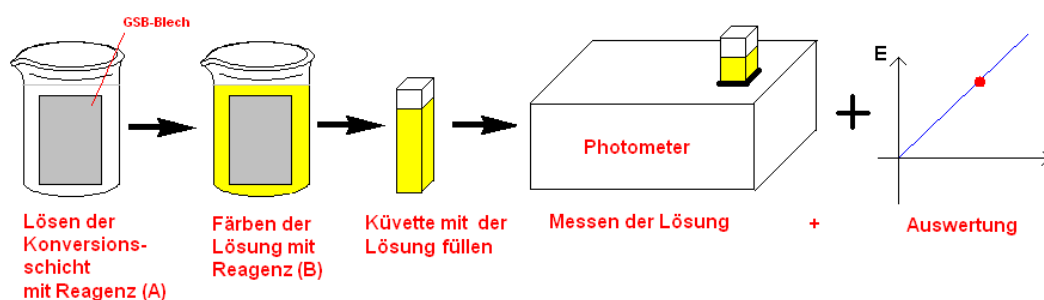 GSB-Blech
E
Photometer
+
Lösen der
Konversions-
schicht
mit Reagenz (A)
Färben der
Lösung mit
Reagenz (B)
Küvette mit der
Lösung füllen
Messen der Lösung
+
Auswertung